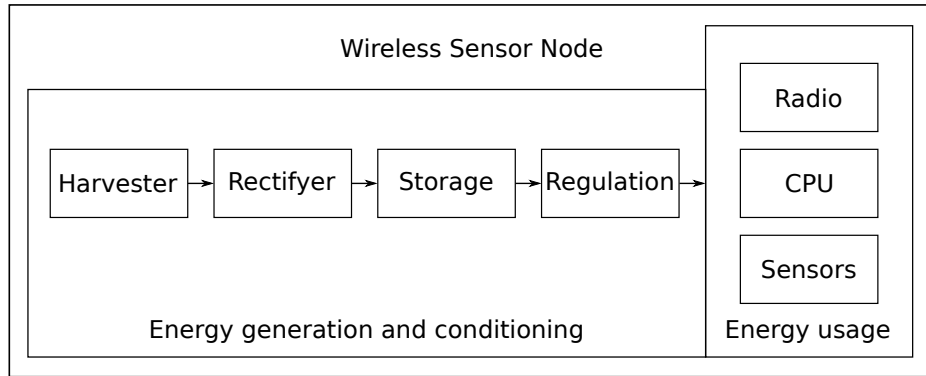 Wireless Sensor Node
Harvester
Rectifyer
Storage
Regulation
Energy generation and conditioning
Radio
CPU
Sensors
Energy usage